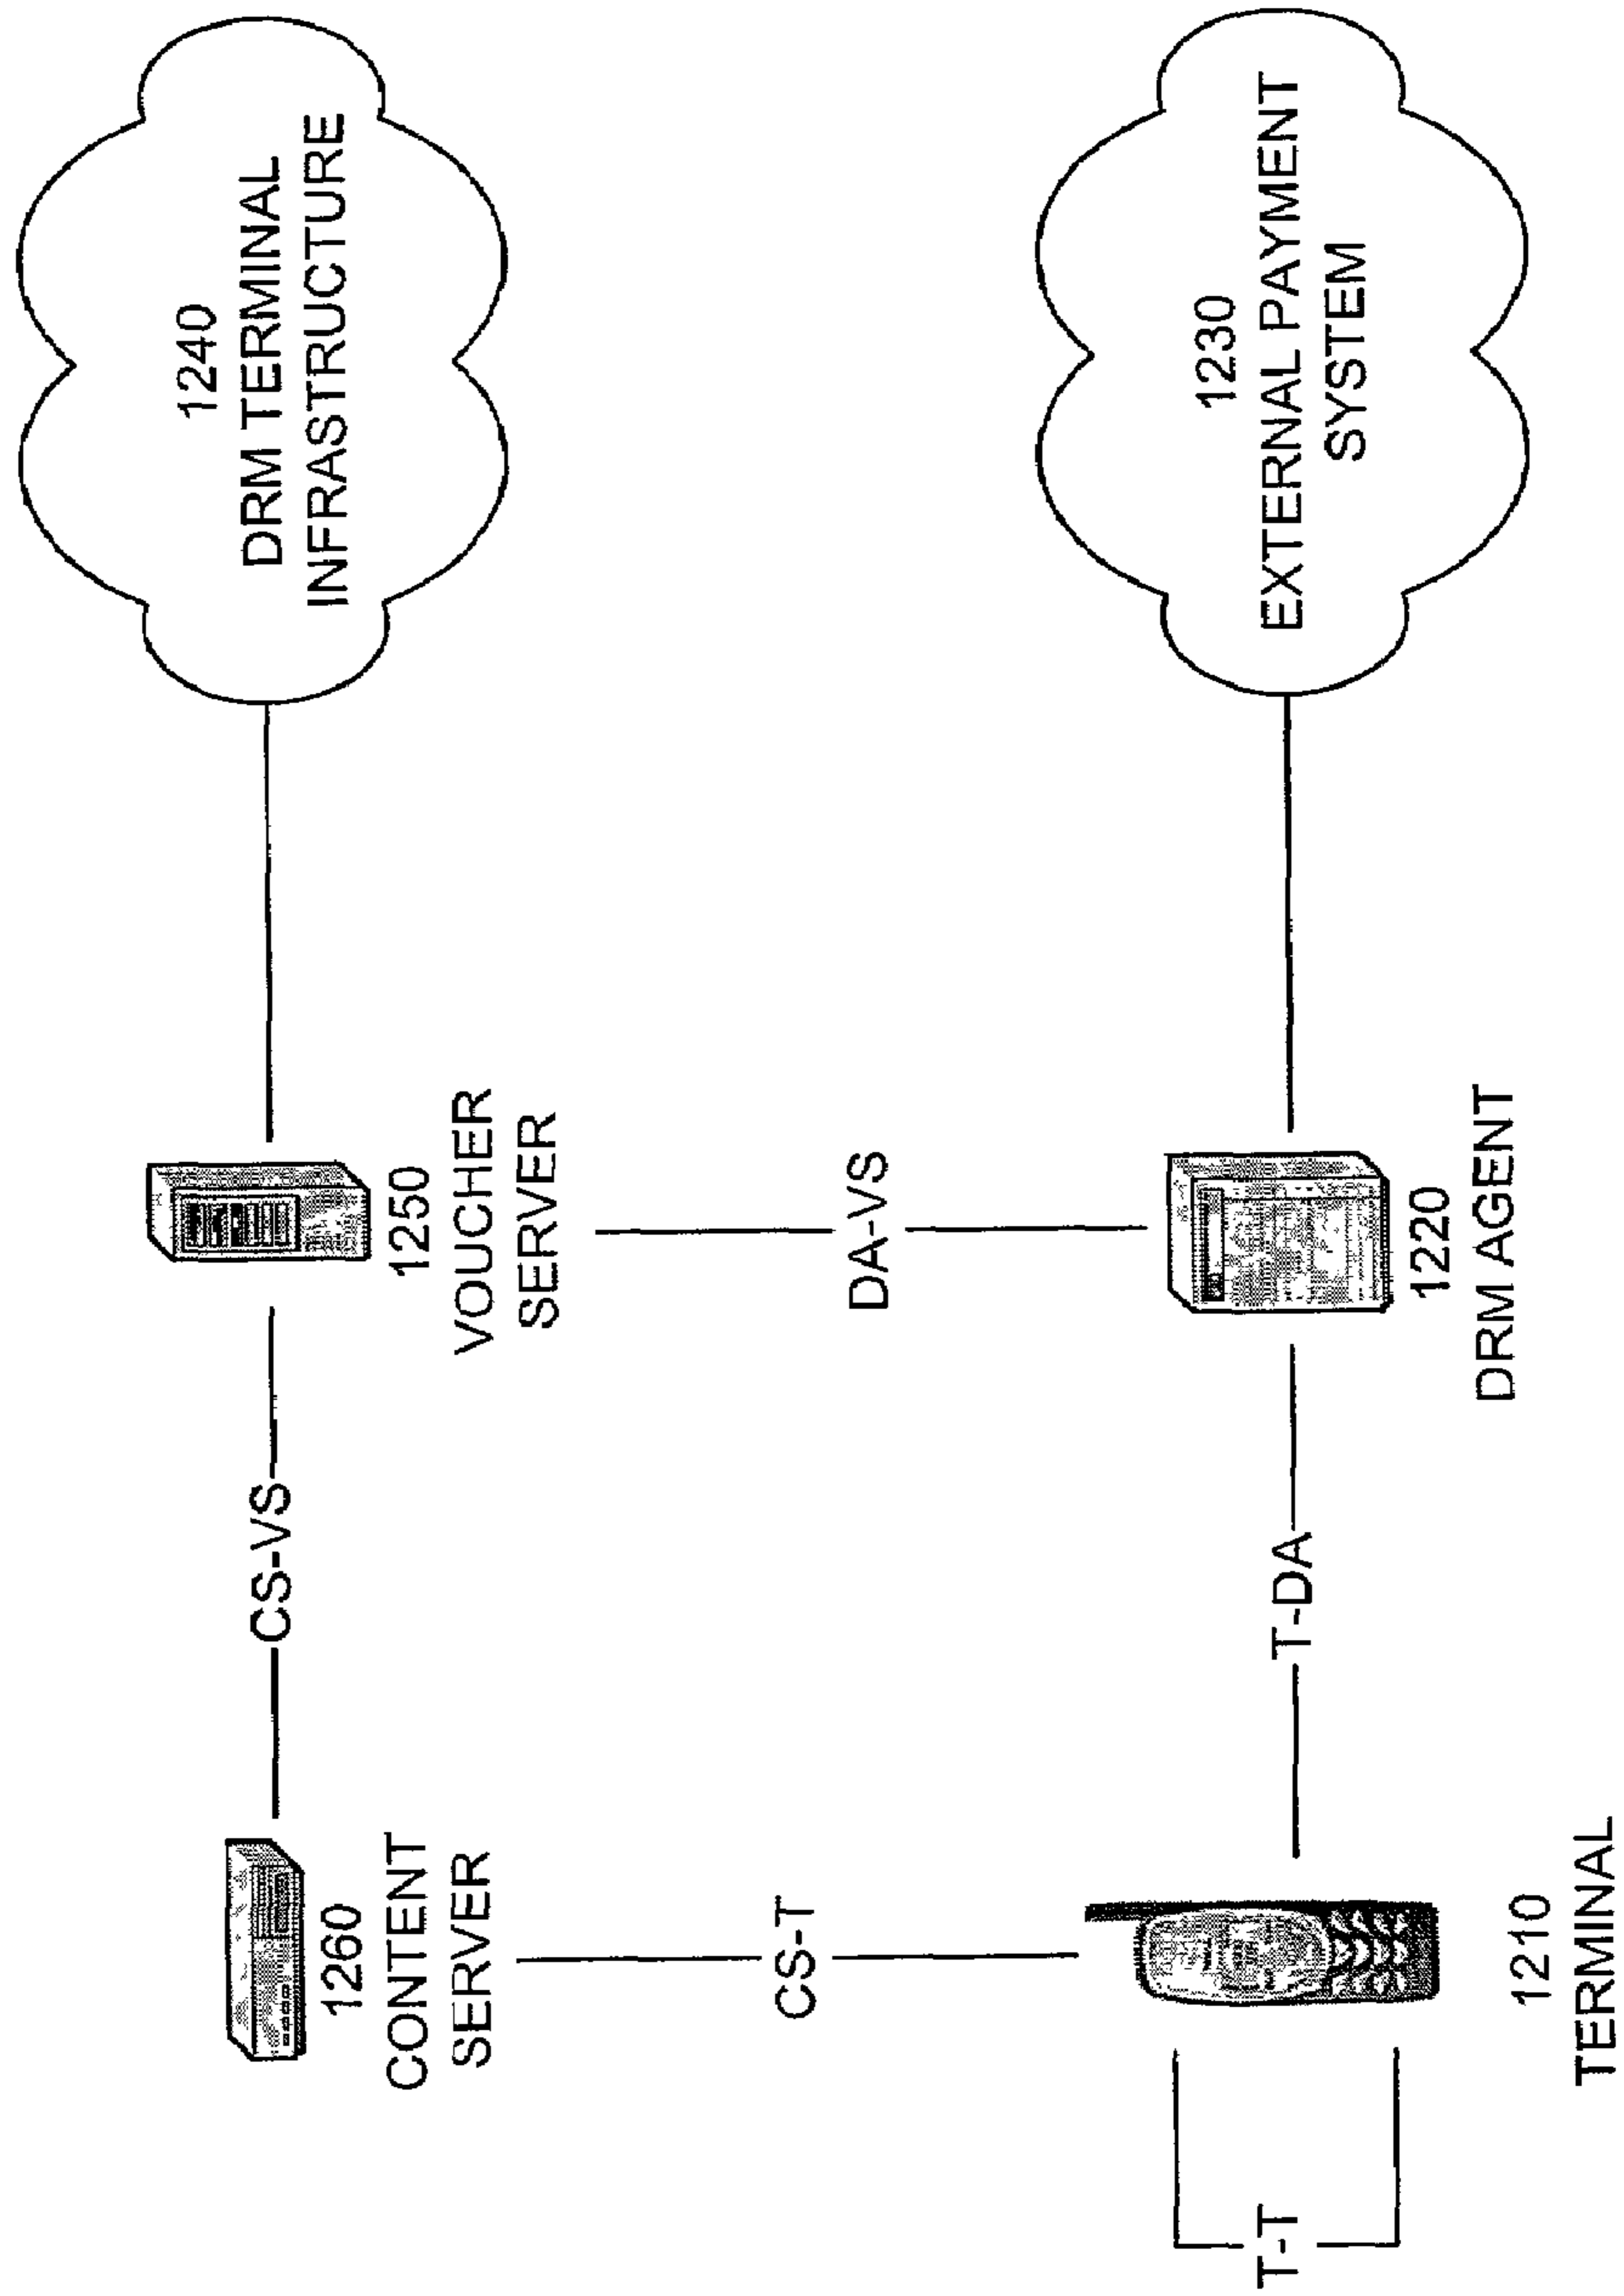 1260
CONTENT
SERVER
CS-VS
1250
VOUCHER
SERVER
1240
DRM TERMINAL
INFRASTRUCTURE
CS-T
DA-VS
T-T
1210
TERMINAL
T-DA
1220
DRM AGENT
1230
EXTERNAL PAYMENT
SYSTEM